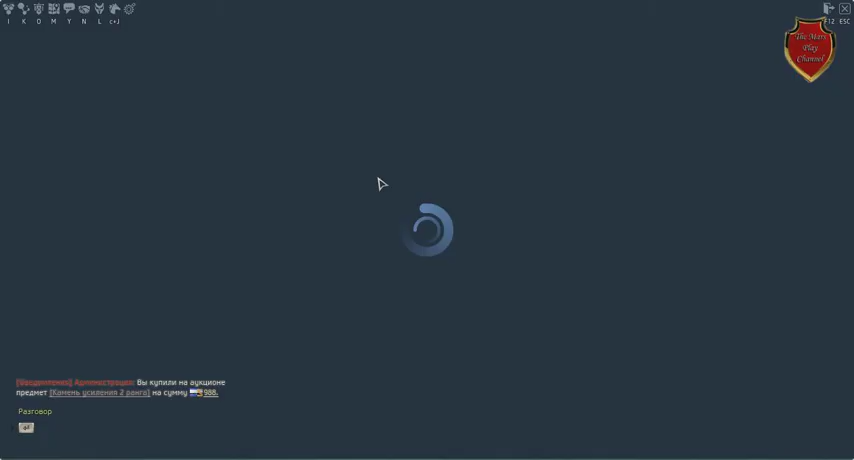 I K O M Y N L c+J
F12 ESC
The Mars
Play
Channel
[Уведомление] Администрация: Вы купили на аукционе
предмет [Камень усиления 2 ранга] на сумму 988.
Разговор